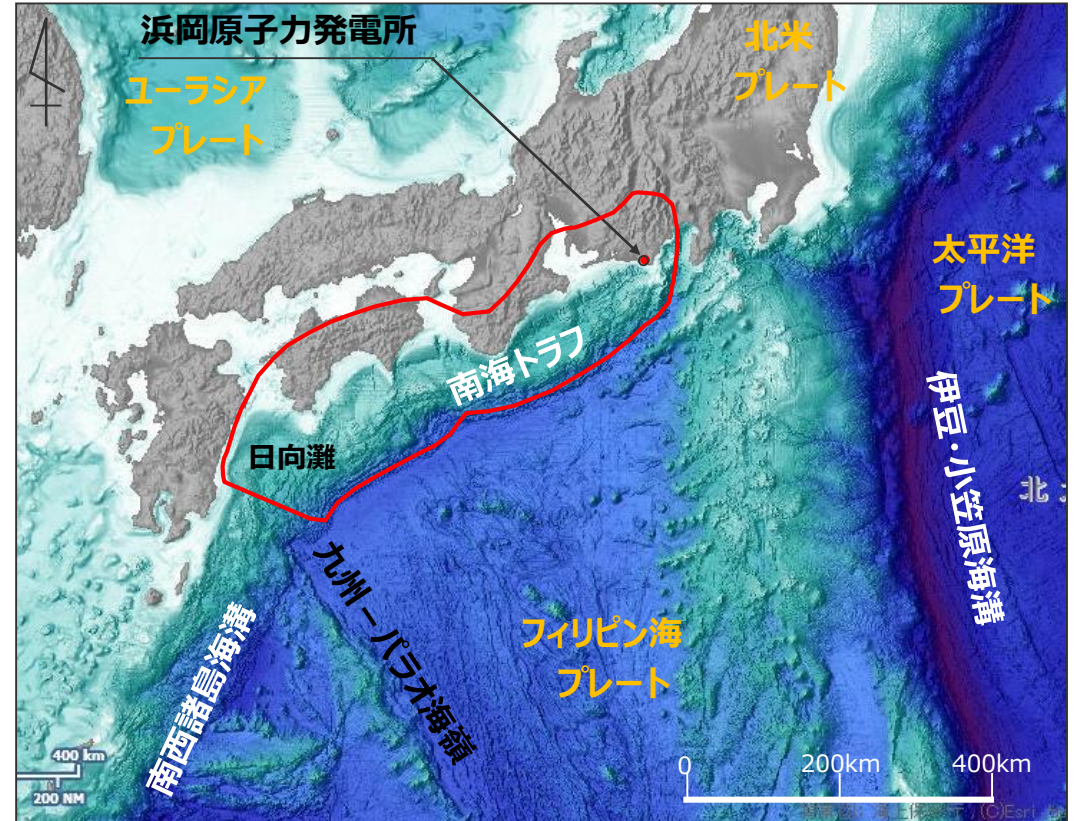 浜岡原子力発電所
北米
プレート
ユーラシア
プレート
太平洋
プレート
南海トラフ
伊豆・小笠原海溝
日向灘
北
九州－パラオ海嶺
フィリピン海
プレート
南西諸島海溝
400 km
200 NM
0
200km
400km
(C)Esri